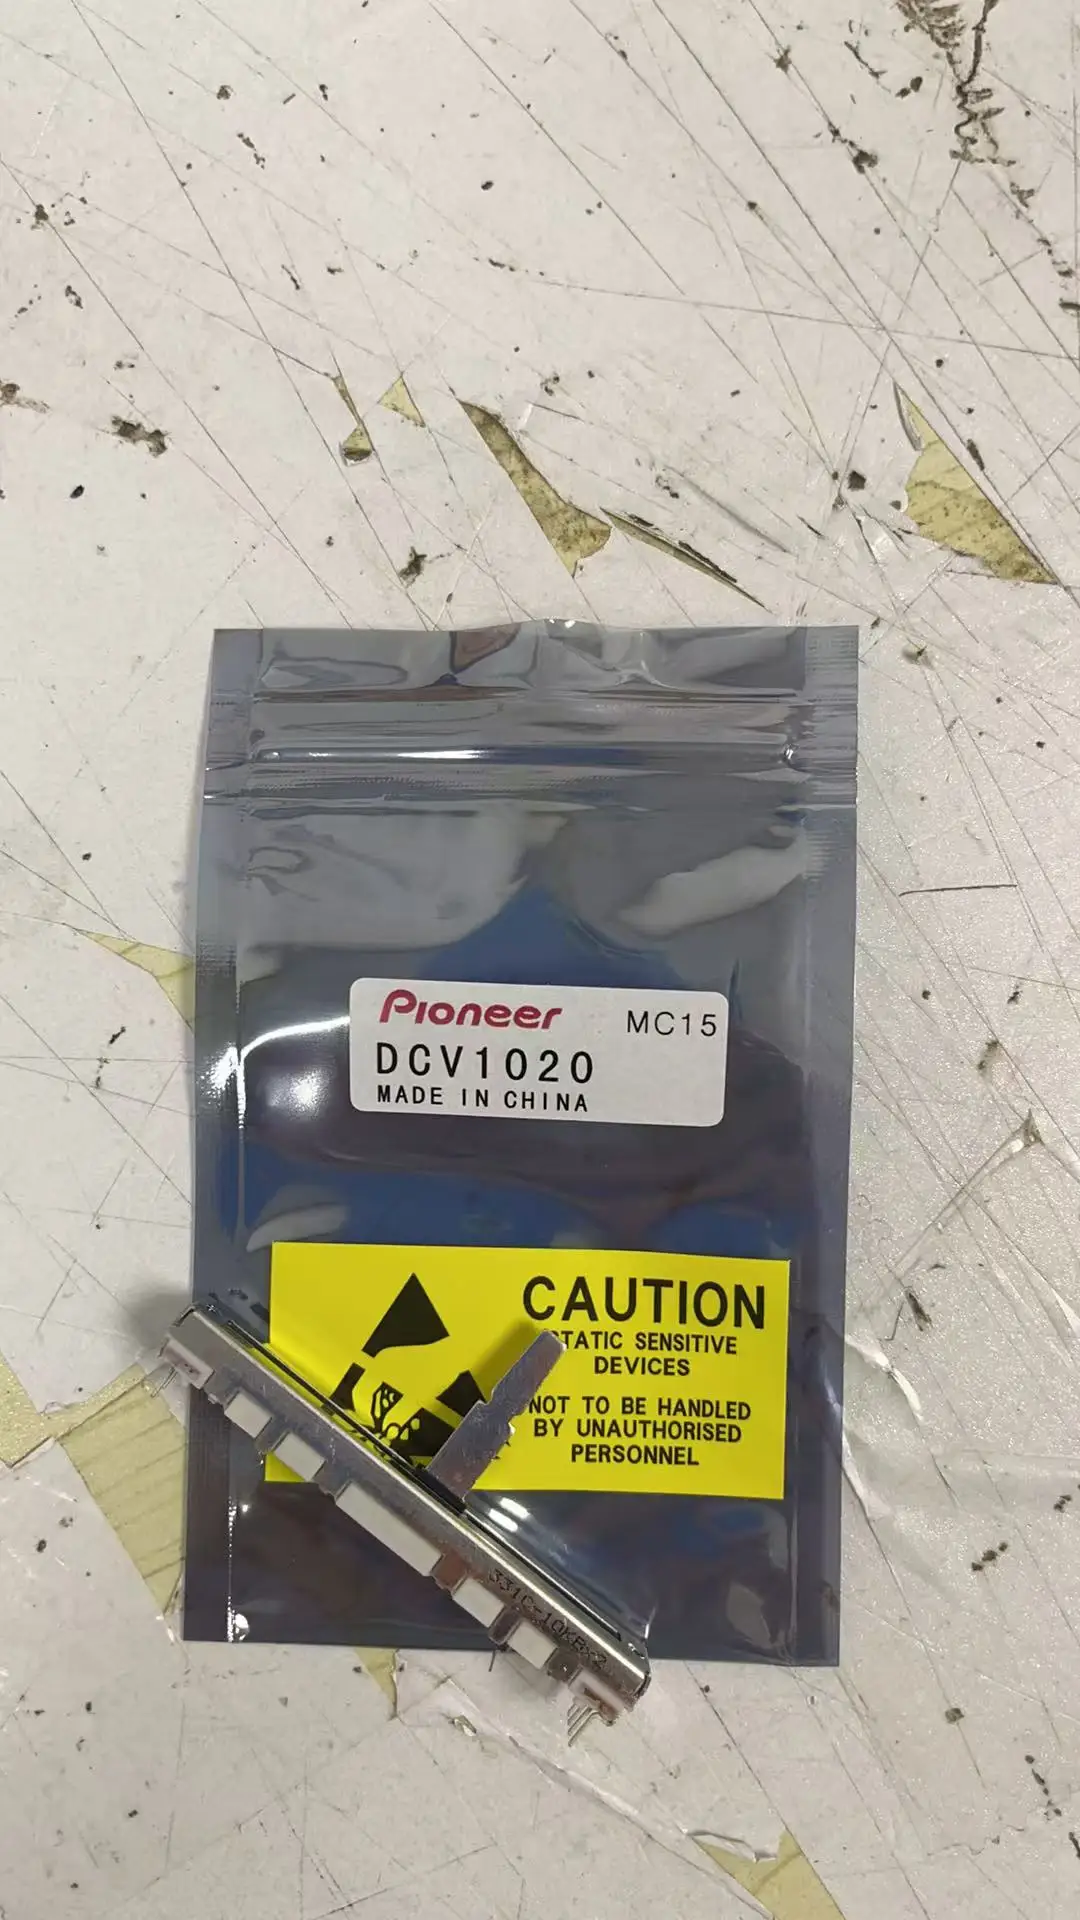 Pioneer MC15
DCV1020
MADE IN CHINA
CAUTION
STATIC SENSITIVE
DEVICES
NOT TO BE HANDLED
BY UNAUTHORISED
PERSONNEL